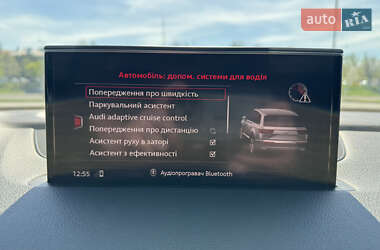 auto RIA
Автомобіль: допом. системи для водія
Попередження про швидкість
Паркувальний асистент
Audi adaptive cruise control
Попередження про дистанцію
Асистент руху в заторі
Асистент з ефективності
12:55
Аудіопрогравач Bluetooth